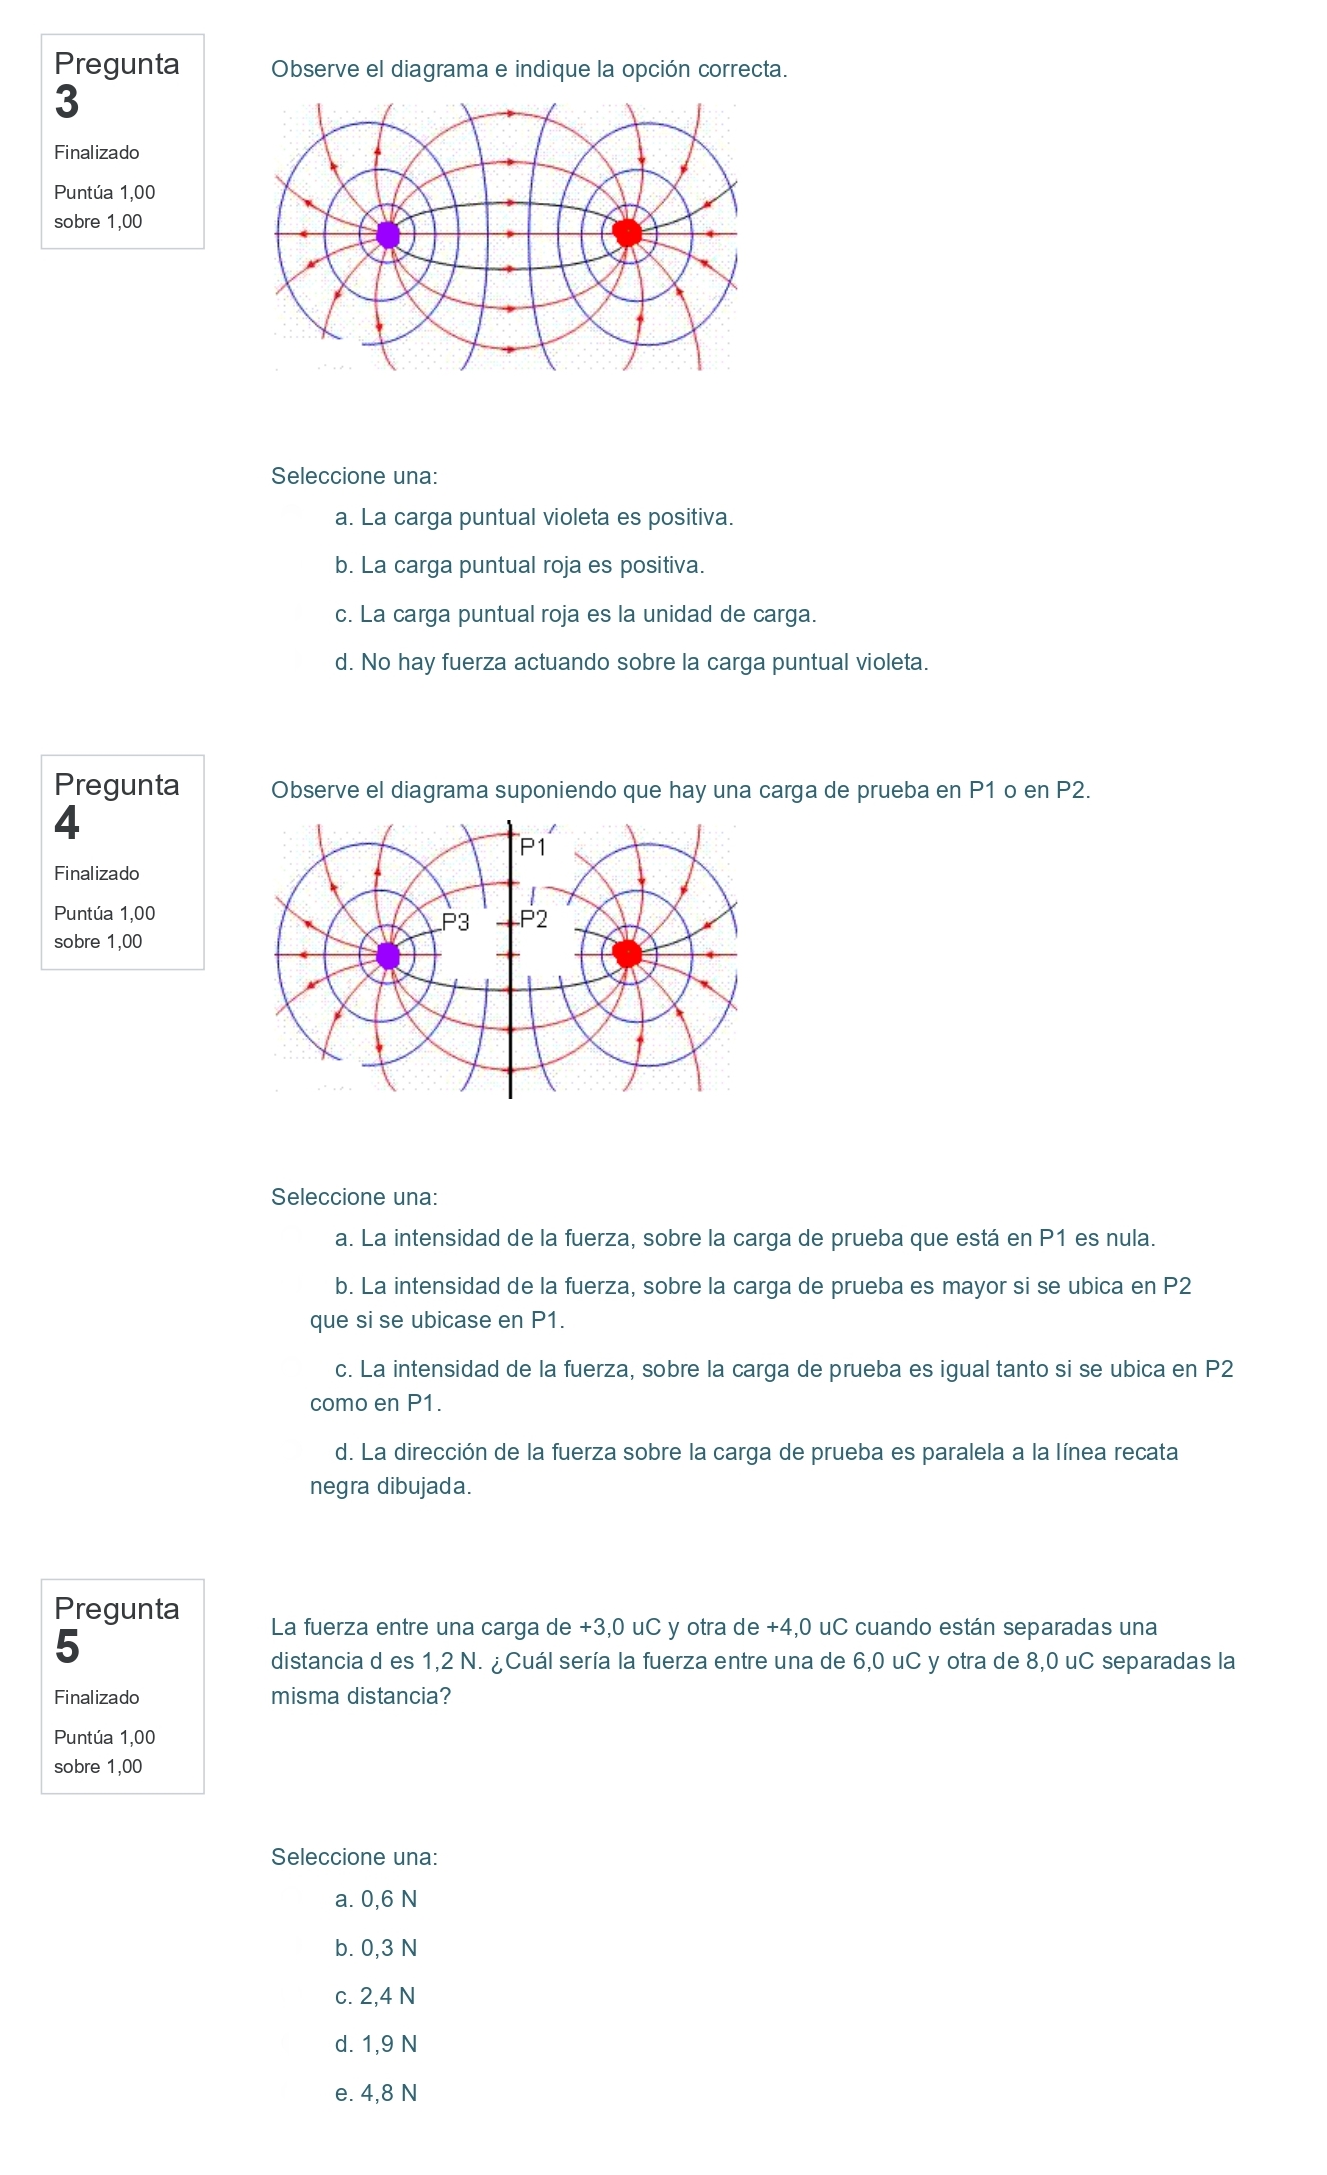 Pregunta
3
Finalizado
Puntúa 1,00
sobre 1,00
Observe el diagrama e indique la opción correcta.
Seleccione una:
a. La carga puntual violeta es positiva.
b. La carga puntual roja es positiva.
c. La carga puntual roja es la unidad de carga.
d. No hay fuerza actuando sobre la carga puntual violeta.
Pregunta
4
Finalizado
Puntúa 1,00
sobre 1,00
Observe el diagrama suponiendo que hay una carga de prueba en P1 o en P2.
P1
P3
P2
Seleccione una:
a. La intensidad de la fuerza, sobre la carga de prueba que está en P1 es nula.
b. La intensidad de la fuerza, sobre la carga de prueba es mayor si se ubica en P2
que si se ubicase en P1.
c. La intensidad de la fuerza, sobre la carga de prueba es igual tanto si se ubica en P2
como en P1.
d. La dirección de la fuerza sobre la carga de prueba es paralela a la línea recata
negra dibujada.
Pregunta
5
Finalizado
Puntúa 1,00
sobre 1,00
La fuerza entre una carga de +3,0 uC y otra de +4,0 uC cuando están separadas una
distancia d es 1,2 N. ¿Cuál sería la fuerza entre una de 6,0 uC y otra de 8,0 uC separadas la
misma distancia?
Seleccione una:
a. 0,6 N
b. 0,3 N
c. 2,4 N
d. 1,9 N
e. 4,8 N